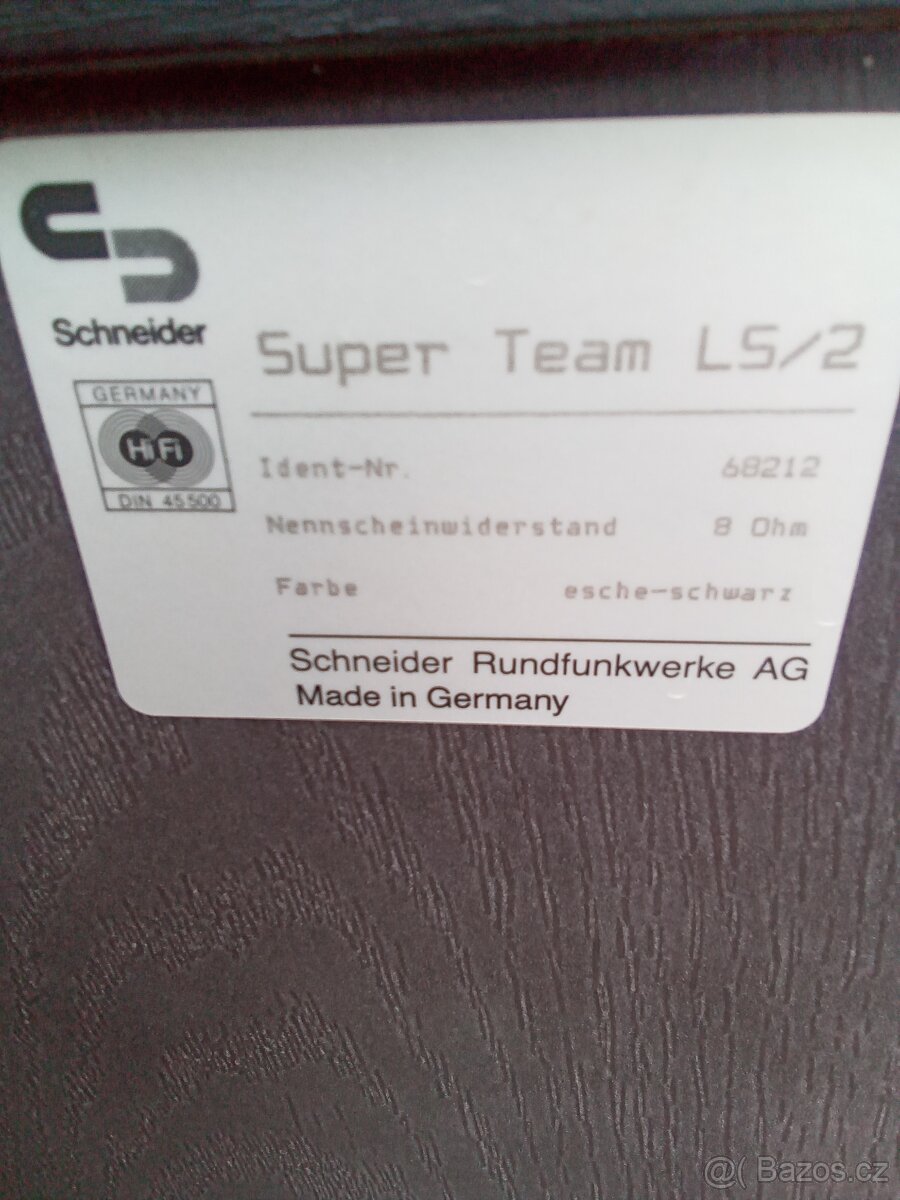 Schneider
Super Team LS/2
GERMANY
HiFi
DIN 45500
Ident-Nr. 68212
Nennscheinwiderstand 8 Ohm
Farbe esche-schwarz
Schneider Rundfunkwerke AG
Made in Germany
@( Bazos.cz